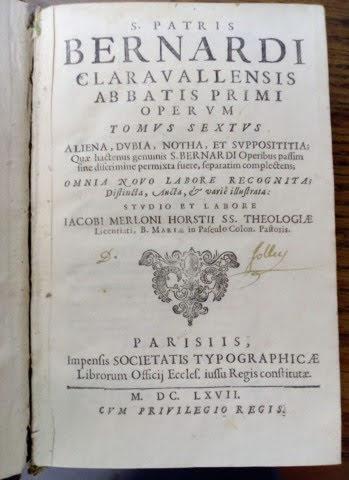 S. PATRIS
BERNARDI
CLARAVALLENSIS
ABBATIS PRIMI
OPERVM
TOMVS SEXTVS
ALIENA, DVBIA, NOTHA, ET SVPPOSITITIA;
Quæ hactenus genuinis S. BERNARDI Operibus passim
sine discrimine permixta fuere, separatim complectens;
OMNIA NOVO LABORE RECOGNITA;
Distincta, Aucta, & variè illustrata:
STVDIO ET LABORE
IACOBI MERLONI HORSTII SS. THEOLOGIÆ
Licentiati, B. MARIÆ in Pasculo Colon. Pastoris.
D.
PARISIIS,
Impensis SOCIETATIS TYPOGRAPHICÆ
Librorum Officij Eccles. iussu Regis constitutæ.
M. DC. LXVII.
CVM PRIVILEGIO REGIS.